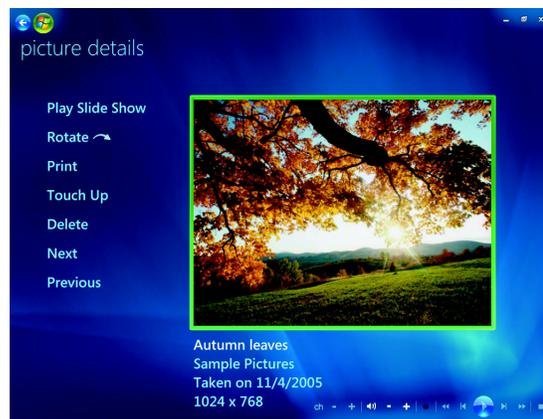 picture details
Play Slide Show
Rotate
Print
Touch Up
Delete
Next
Previous
Autumn leaves
Sample Pictures
Taken on 11/4/2005
1024 x 768
ch - +
- +